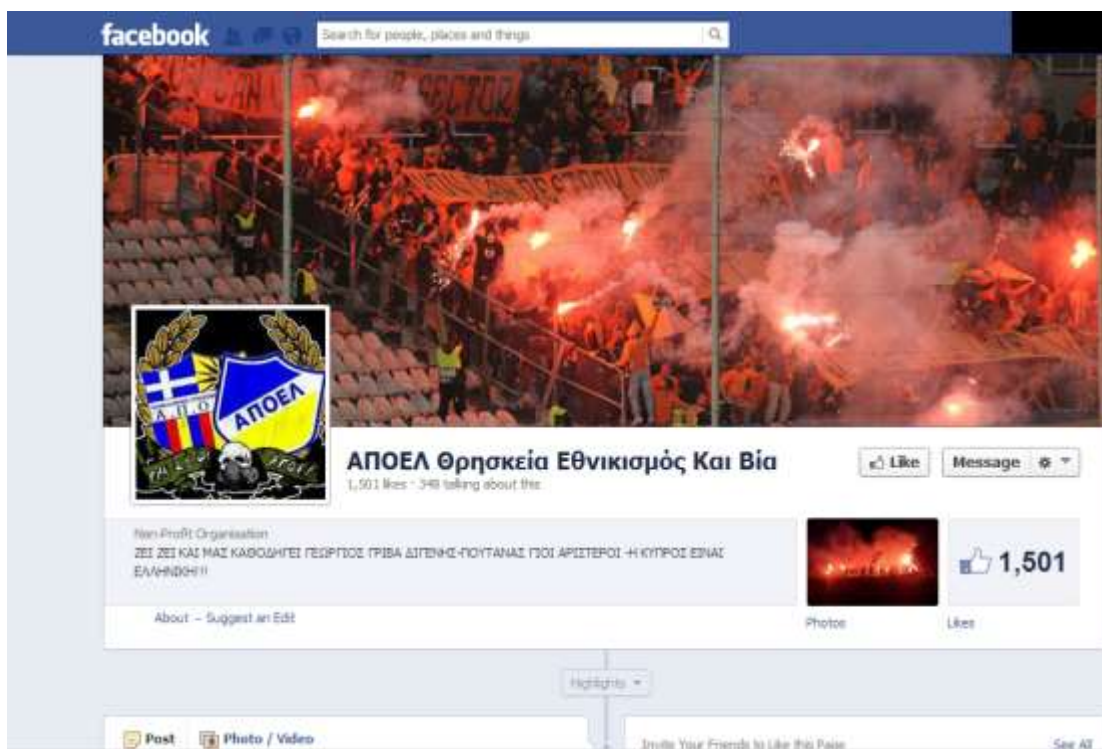 facebook
Search for people, places and things
SECTOR
Α.Π.Ο
ΑΠΟΕΛ
ΑΠΟΕΛ Θρησκεία Εθνικισμός Και Βία
1,501 likes · 348 talking about this
Like
Message
Non-Profit Organisation
ΖΕΙ ΖΕΙ ΚΑΙ ΜΑΣ ΚΑΘΟΔΗΓΕΙ ΓΕΩΡΓΙΟΣ ΓΡΙΒΑ ΔΙΓΕΝΗΣ-ΠΟΥΤΑΝΑΣ ΓΙΟΙ ΑΡΙΣΤΕΡΟΙ -Η ΚΥΠΡΟΣ ΕΙΝΑΙ
ΕΛΛΗΝΙΚΗ!!!
1,501
About – Suggest an Edit
Photos
Likes
Highlights
Post
Photo / Video
Invite Your Friends to Like this Page
See All